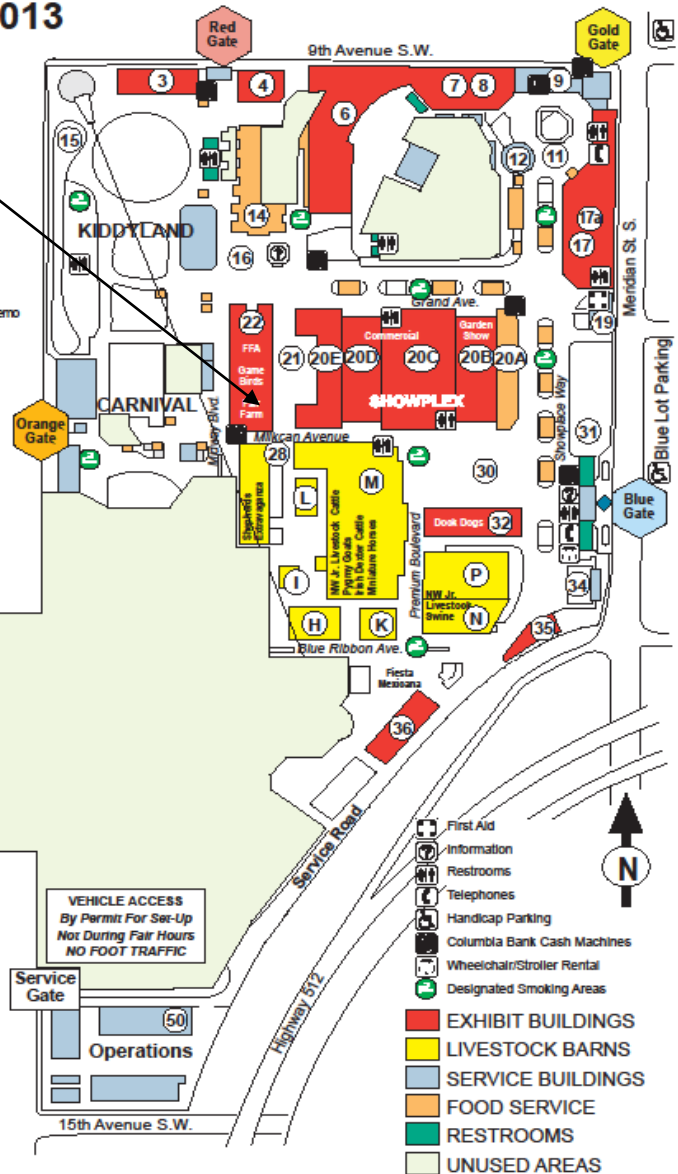 013
Red
Gate
Gold
Gate
9th Avenue S.W.
3
4
6
7
8
9
15
12
11
14
17a
17
KIDDYLAND
16
Meridian St. S.
emo
Grand Ave.
19
22
FFA
Game
Birds
Farm
21
20E
20D
Commercial
20C
Garden
Show
20B
20A
SHOWPLEX
Blue Lot Parking
CARNIVAL
Midway Blvd.
Showplace Way
31
Orange
Gate
Milkcan Avenue
28
M
30
L
Shepherds
Extravaganza
NW Jr. Livestock Cattle
Pygmy Goats
Irish Dexter Cattle
Miniature Horses
Premium Boulevard
Dock Dogs
32
Blue
Gate
P
I
NW Jr.
Livestock
Swine
N
34
H
K
35
Blue Ribbon Ave.
Fiesta
Mexicana
36
Service Road
First Aid
Information
Restrooms
Telephones
Handicap Parking
Columbia Bank Cash Machines
Wheelchair/Stroller Rental
Designated Smoking Areas
N
VEHICLE ACCESS
By Permit For Set-Up
Not During Fair Hours
NO FOOT TRAFFIC
Service
Gate
50
Operations
Highway 512
15th Avenue S.W.
EXHIBIT BUILDINGS
LIVESTOCK BARNS
SERVICE BUILDINGS
FOOD SERVICE
RESTROOMS
UNUSED AREAS